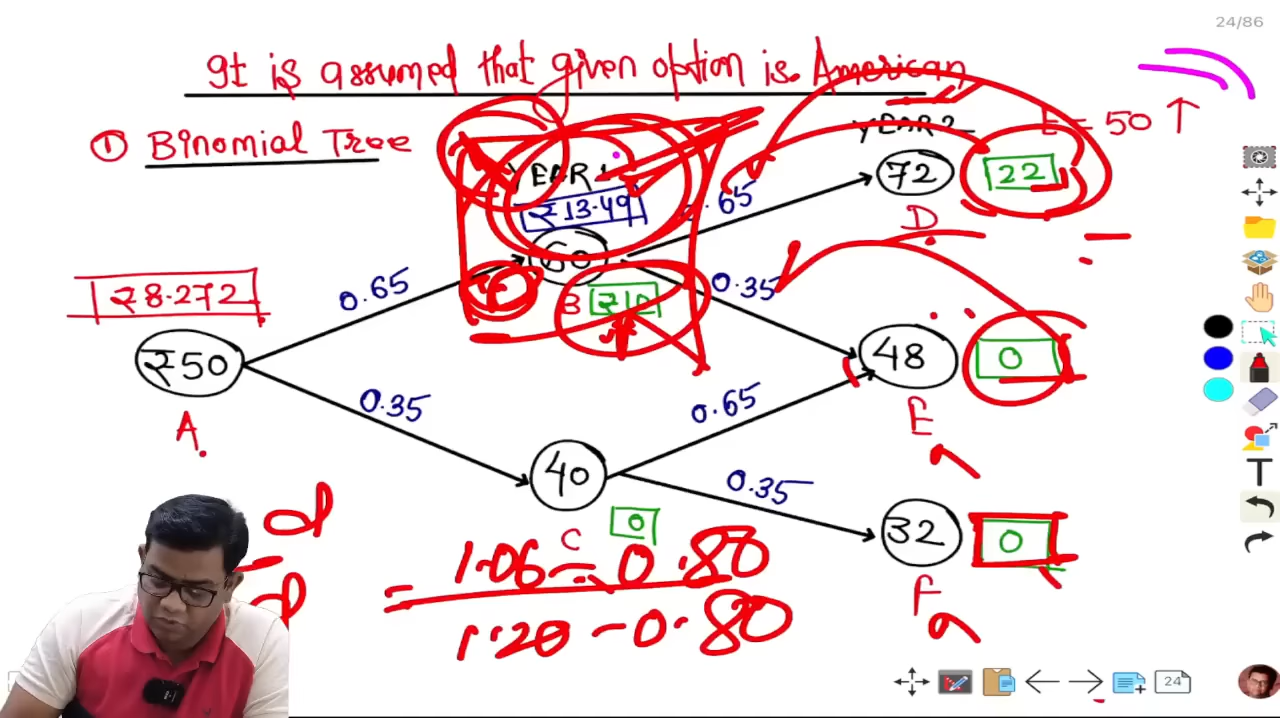 24/86
It is assumed that given option is American
① Binomial Tree
YEAR 1
YEAR 2
E = 50 ↑
₹13.49
0.65
72
22
D
60
B ₹10
₹8.272
0.65
0.35
₹50
A
48
0
E
0.35
0.65
40
0
C
0.35
32
0
F
d
d
= 1.06 - 0.80
1.20 - 0.80
T
24